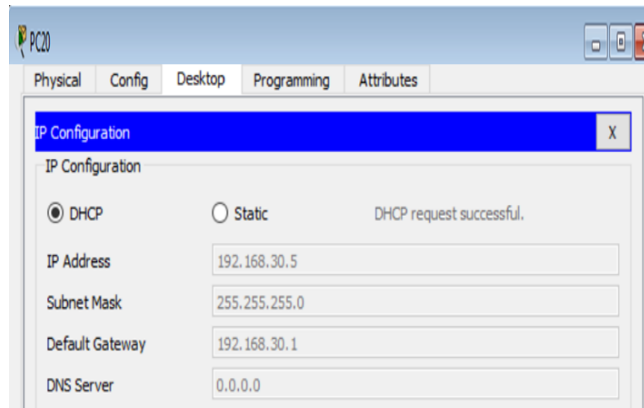 PC20
Physical Config Desktop Programming Attributes
IP Configuration X
IP Configuration
DHCP Static DHCP request successful.
IP Address 192.168.30.5
Subnet Mask 255.255.255.0
Default Gateway 192.168.30.1
DNS Server 0.0.0.0